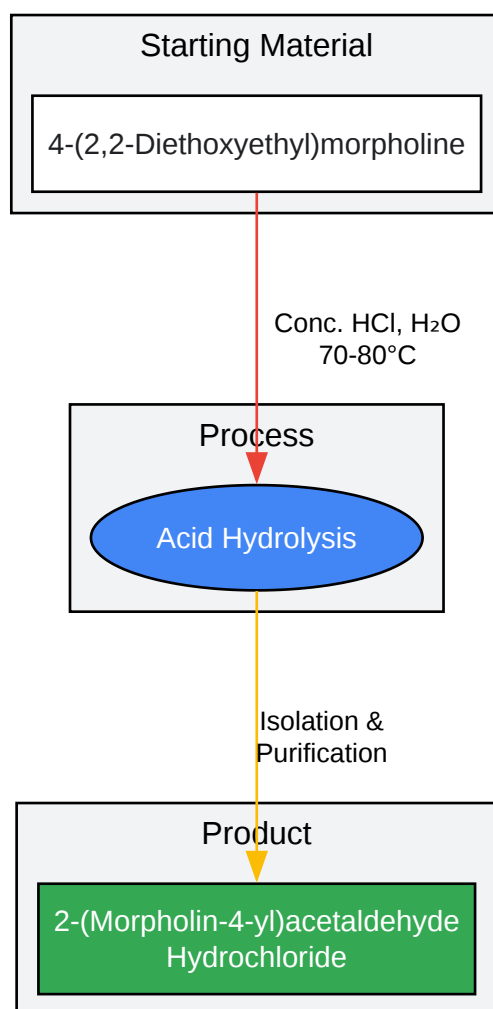 Starting Material
4-(2,2-Diethoxyethyl)morpholine
Conc. HCl, H₂O
70-80°C
Process
Acid Hydrolysis
Isolation &
Purification
Product
2-(Morpholin-4-yl)acetaldehyde
Hydrochloride